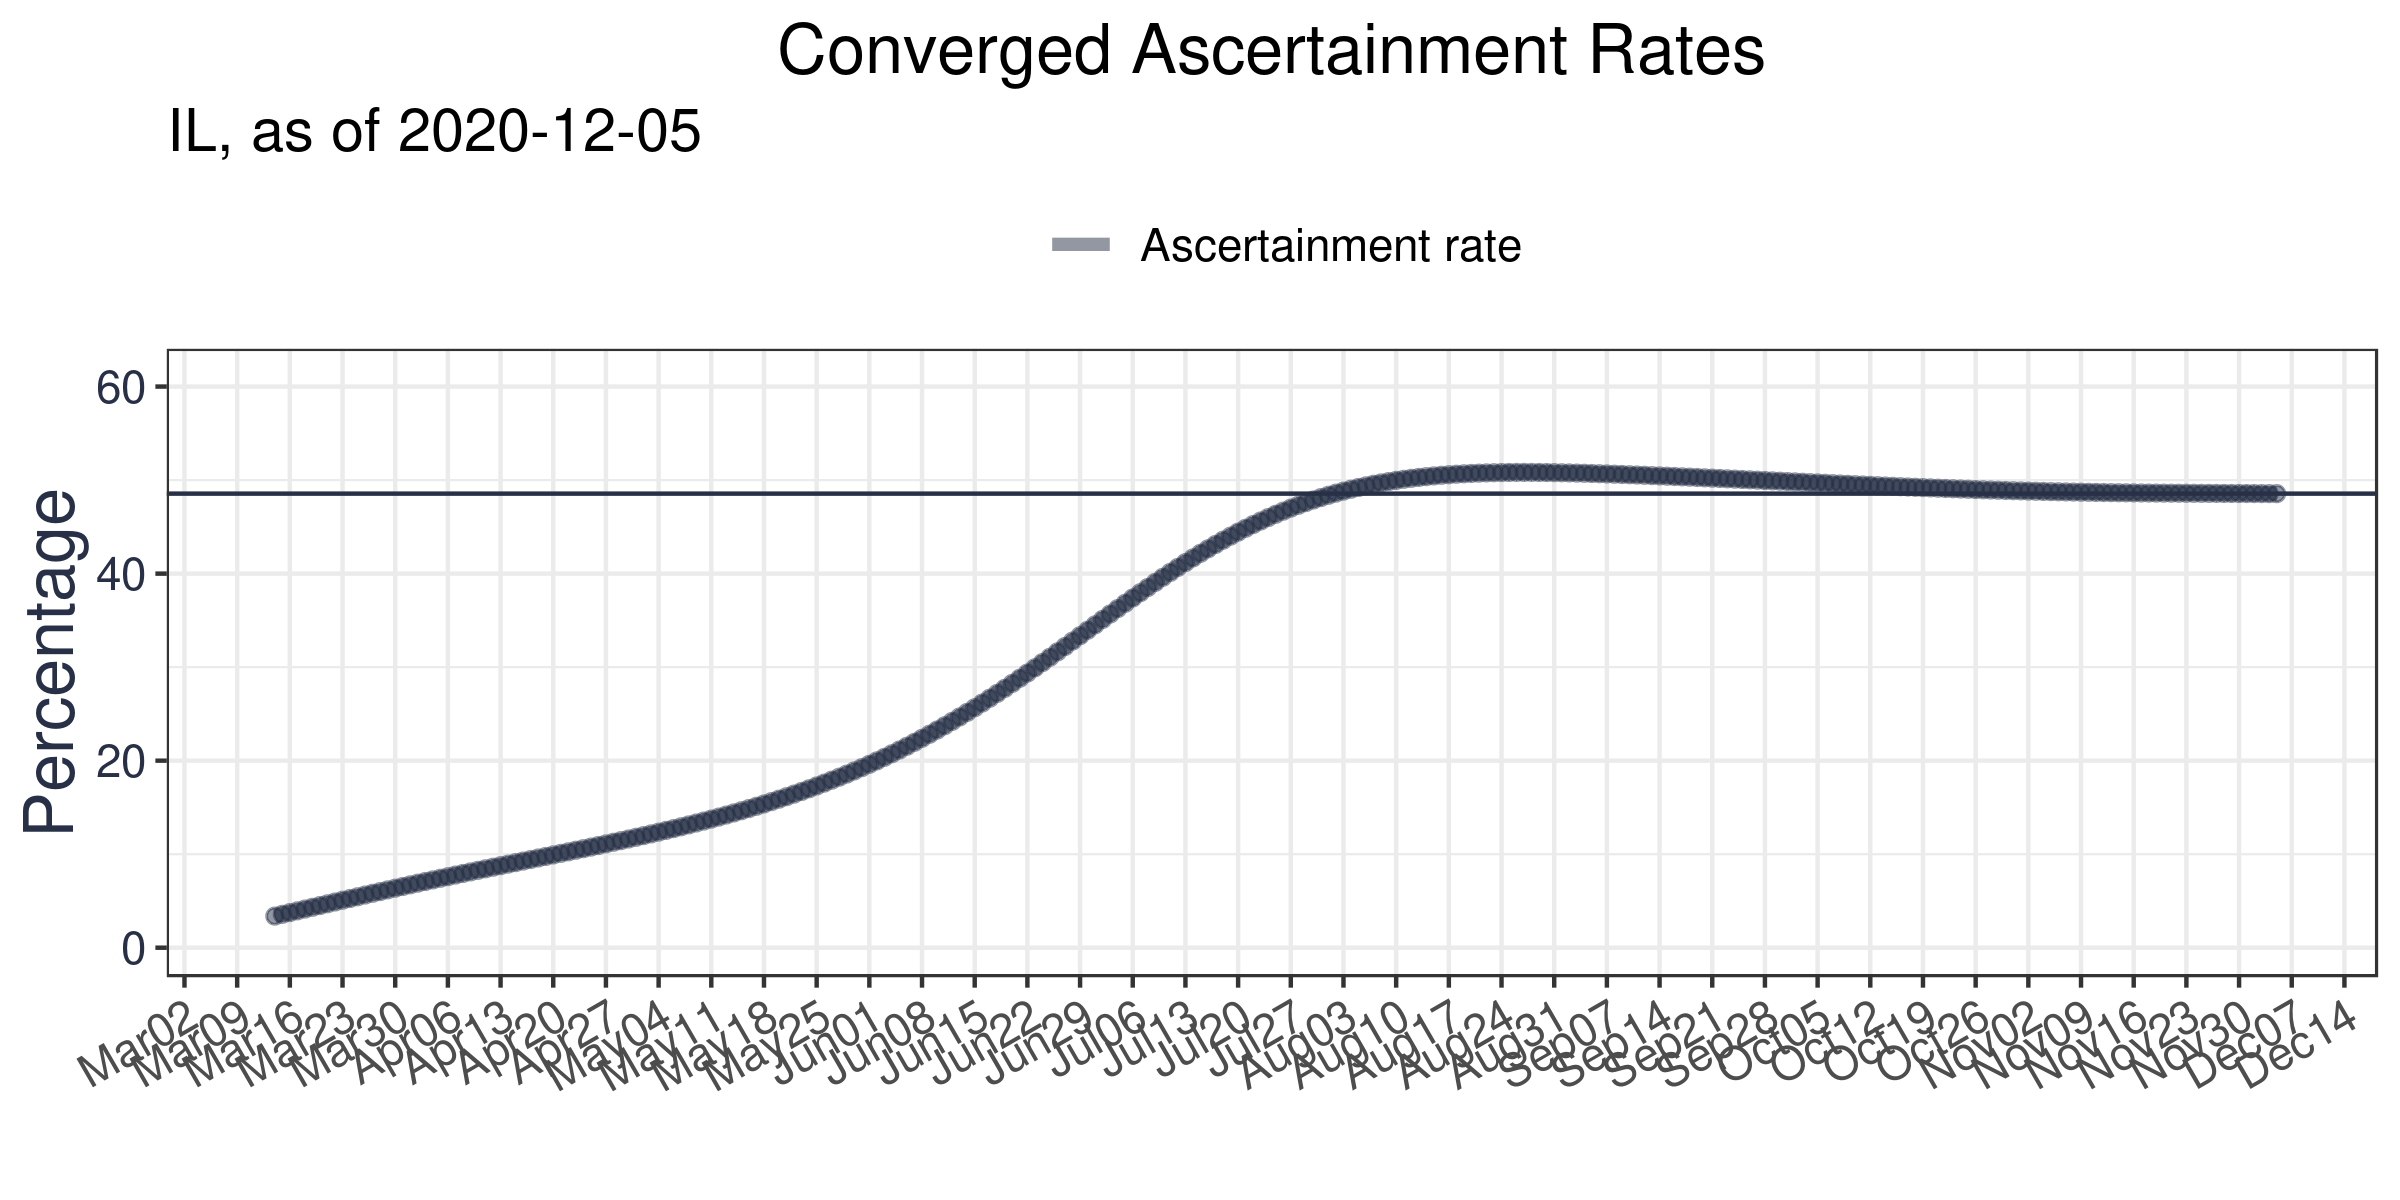 Converged Ascertainment Rates
IL, as of 2020-12-05
Ascertainment rate
Percentage
60
40
20
0
Mar02
Mar09
Mar16
Mar23
Mar30
Apr06
Apr13
Apr20
Apr27
May04
May11
May18
May25
Jun01
Jun08
Jun15
Jun22
Jun29
Jul06
Jul13
Jul20
Jul27
Aug03
Aug10
Aug17
Aug24
Aug31
Sep07
Sep14
Sep21
Sep28
Oct05
Oct12
Oct19
Oct26
Nov02
Nov09
Nov16
Nov23
Nov30
Dec07
Dec14